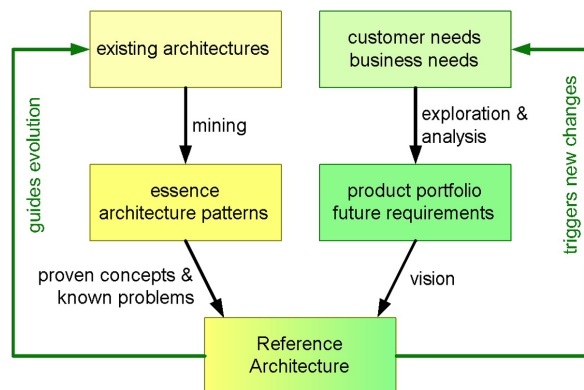 existing architectures
customer needs
business needs
mining
exploration &
analysis
guides evolution
triggers new changes
essence
architecture patterns
product portfolio
future requirements
proven concepts &
known problems
vision
Reference
Architecture